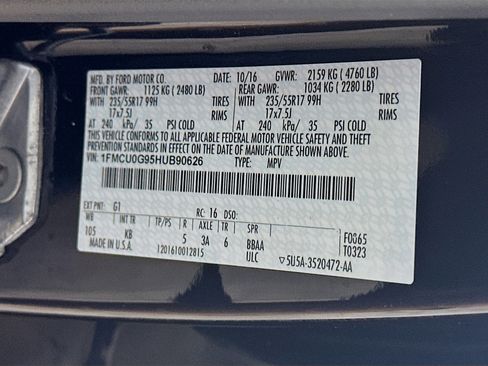 MFD. BY FORD MOTOR CO. 10/16 GVWR: 2159 KG (4760 LB)
FRONT GAWR: 1125 KG (2480 LB) REAR GAWR: 1034 KG (2280 LB)
WITH 235/55R17 99H TIRES WITH 235/55R17 99H TIRES
17x7.5J RIMS 17x7.5J RIMS
AT 240 kPa/ 35 PSI COLD AT 240 kPa/ 35 PSI COLD
THIS VEHICLE CONFORMS TO ALL APPLICABLE FEDERAL MOTOR VEHICLE SAFETY AND THEFT
PREVENTION STANDARDS IN EFFECT ON THE DATE OF MANUFACTURE SHOWN ABOVE.
VIN: 1FMCU0G95HUB90626 TYPE: MPV
EXT PNT: G1 RC: 16 DSO:
WB INT TR TP/PS R AXLE TR SPR F0065
105 KB 5 3A 6 BBAA T0323
MADE IN U.S.A. 1201610012815 ULC ▽5U5A-3520472-AA